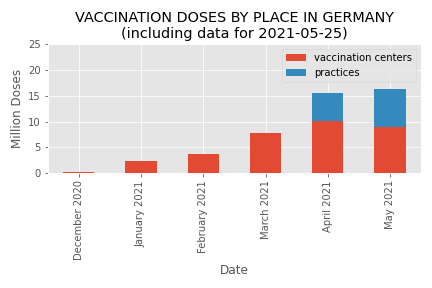 VACCINATION DOSES BY PLACE IN GERMANY
(including data for 2021-05-25)
25
20
15
10
5
0
Million Doses
vaccination centers
practices
December 2020
January 2021
February 2021
March 2021
April 2021
May 2021
Date